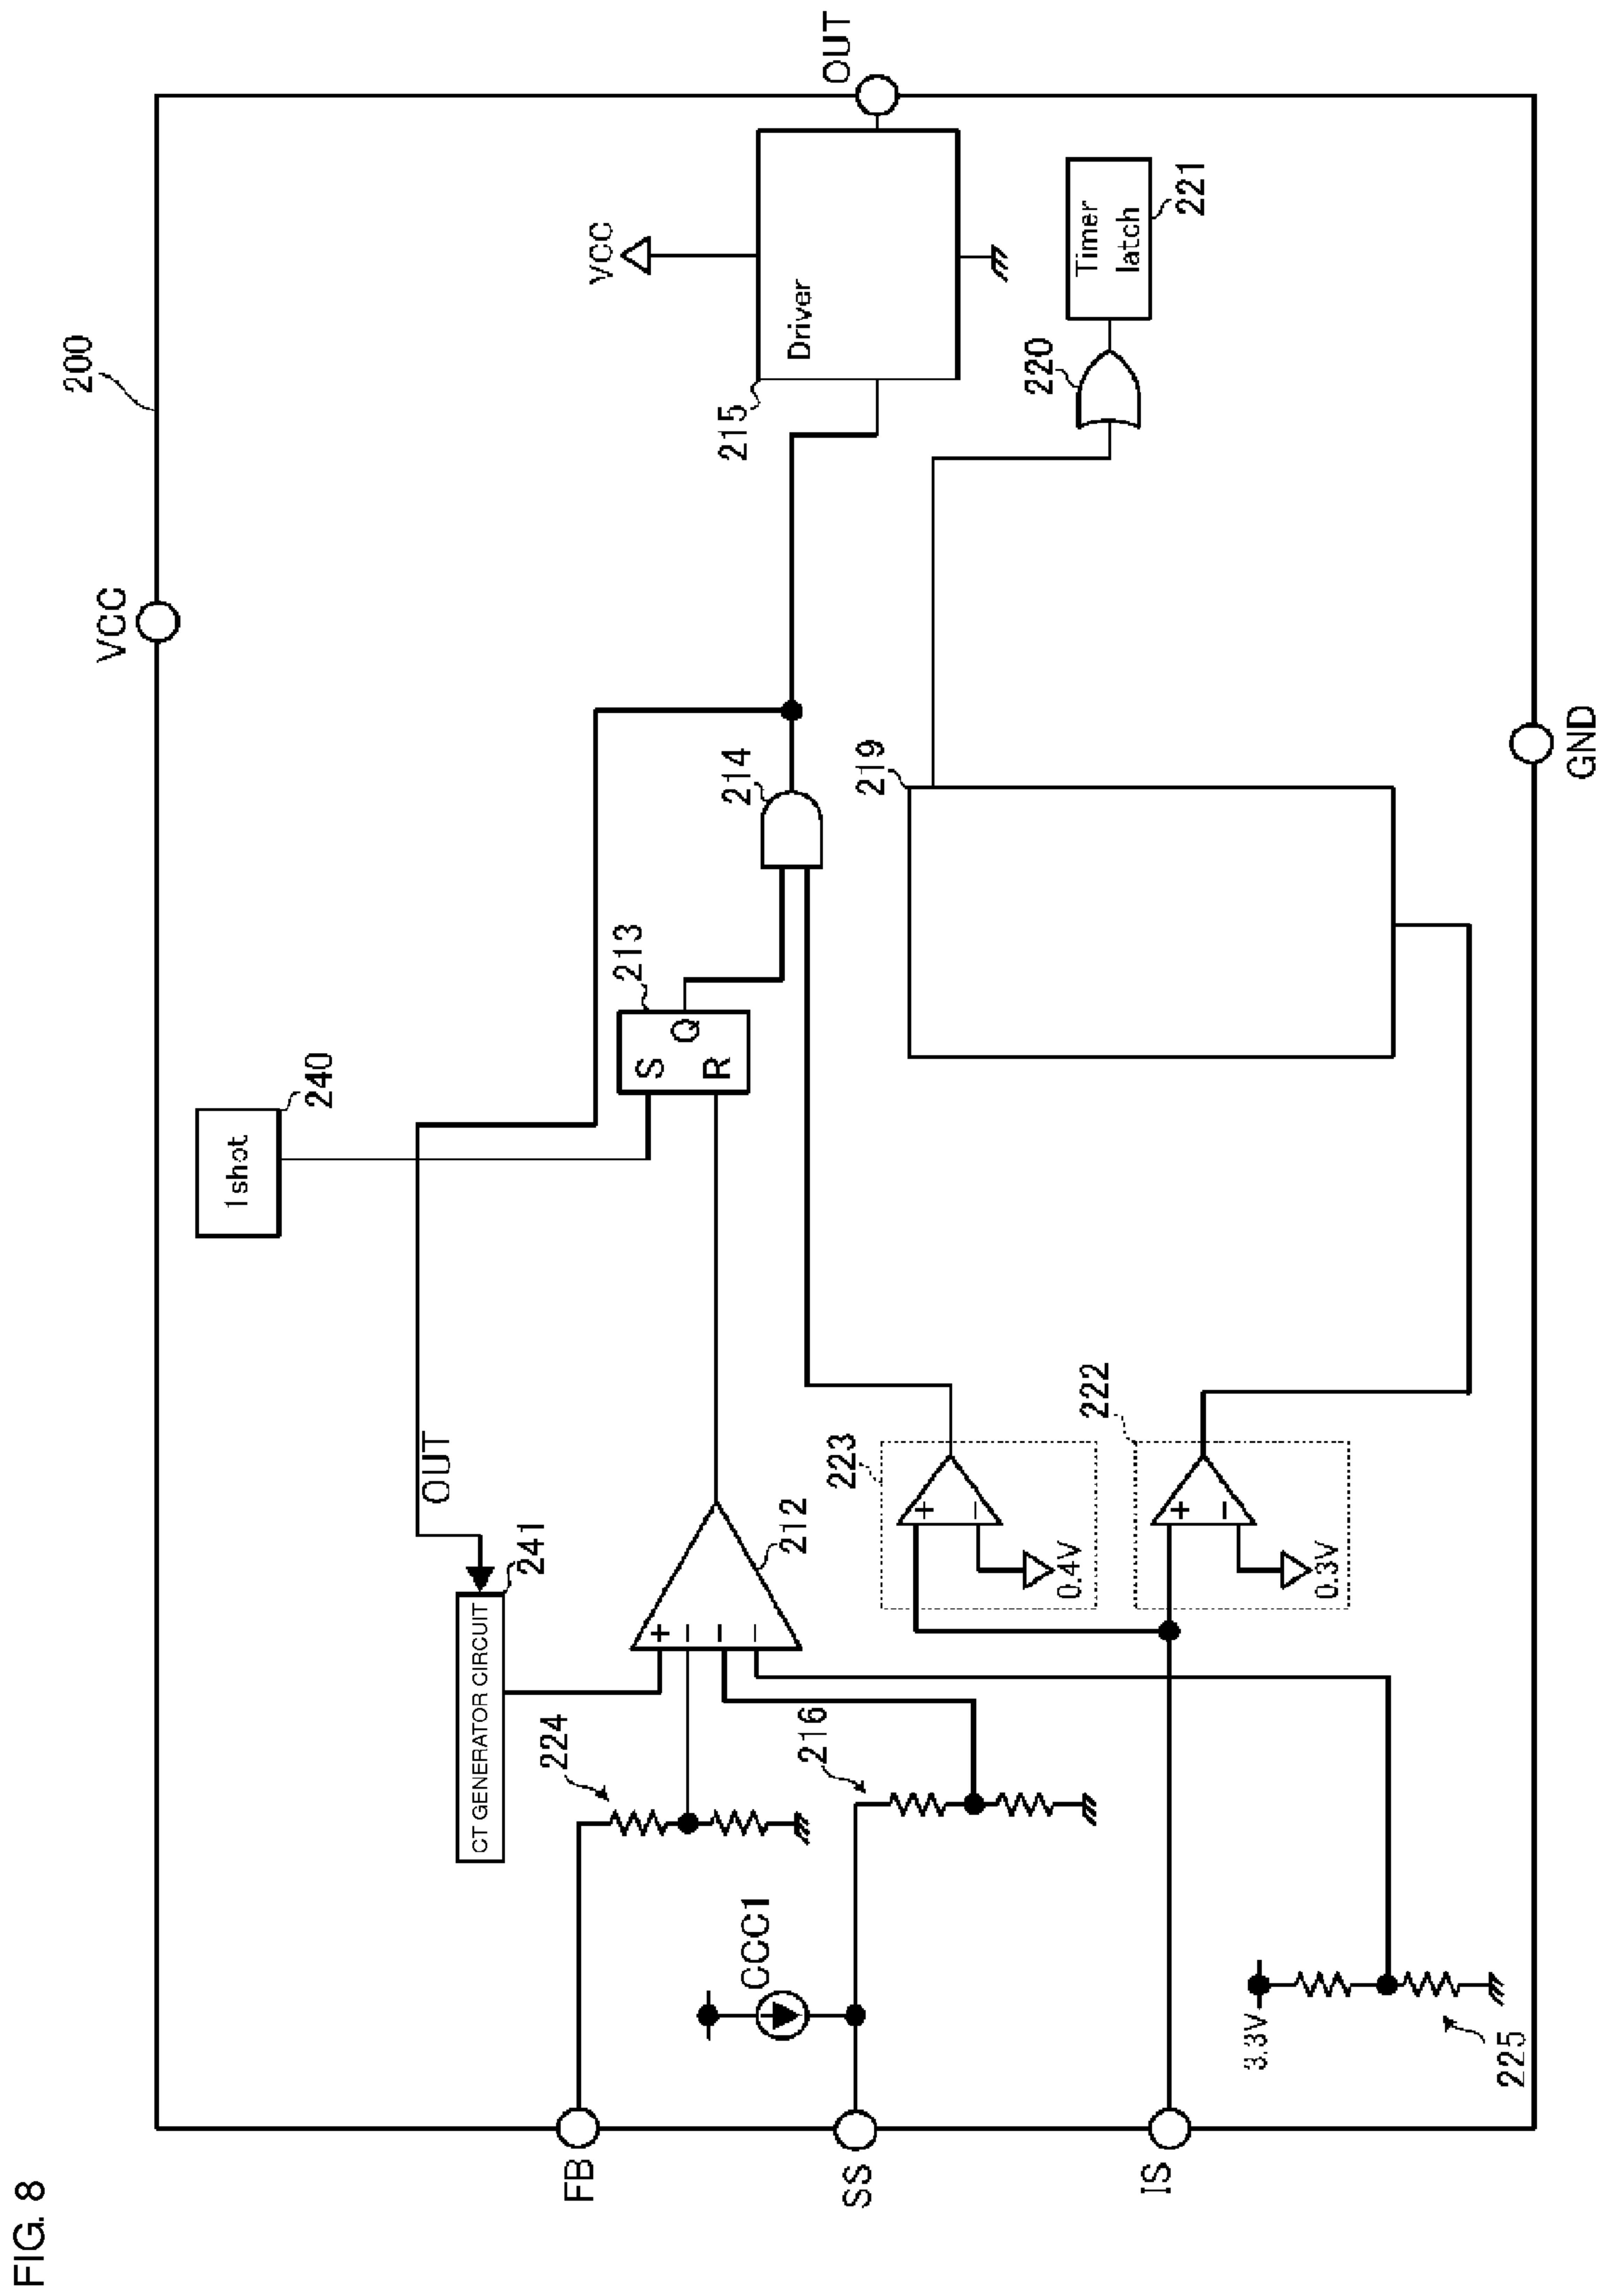 FIG. 8
200
VCC
OUT
1shot
240
CT GENERATOR CIRCUIT
241
OUT
VCC
S
Q
R
213
214
215
Driver
FB
224
+
−
−
−
212
CCC1
SS
216
223
+
−
0.4V
219
220
Timer
latch
221
IS
222
+
−
0.3V
3.3V
225
GND